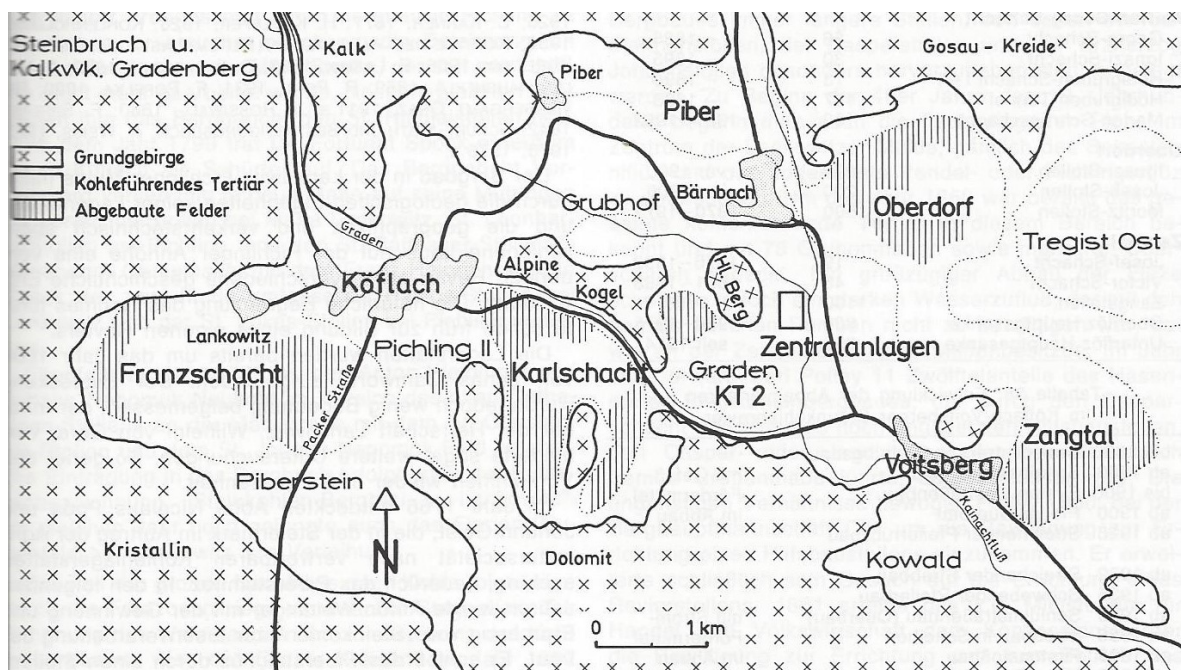 Steinbruch u.
Kalkwk. Gradenberg
Kalk
Gosau - Kreide
Grundgebirge
Kohleführendes Tertiär
Abgebaute Felder
Piber
Piber
Bärnbach
Oberdorf
Grubhof
Tregist Ost
Graden
Köflach
Alpine
Kogel
Hl. Berg
Lankowitz
Franzschacht
Packer Straße
Pichling II
Karlschacht
Zentralanlagen
Graden
KT 2
Zangtal
Voitsberg
Kainachfluß
Piberstein
N
Kristallin
Dolomit
Kowald
0 1 km